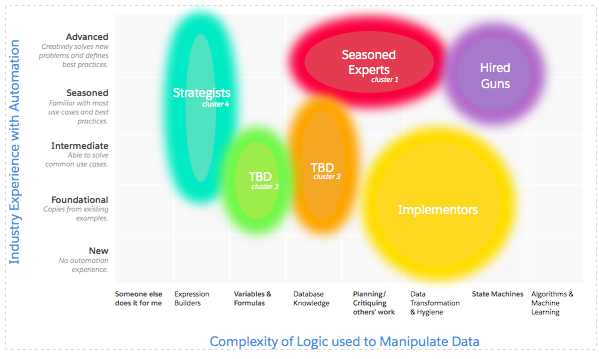 Industry Experience with Automation
Advanced
Creatively solves new
problems and defines
best practices.
Seasoned
Familiar with most
use cases and best
practices.
Intermediate
Able to solve
common use cases.
Foundational
Copies from existing
examples.
New
No automation
experience.
Strategists
cluster 4
TBD
cluster 3
TBD
cluster 3
Seasoned
Experts
cluster 1
Hired
Guns
Implementors
Someone else
does it for me
Expression
Builders
Variables &
Formulas
Database
Knowledge
Planning/
Critiquing
others' work
Data
Transformation
& Hygiene
State Machines
Algorithms &
Machine
Learning
Complexity of Logic used to Manipulate Data